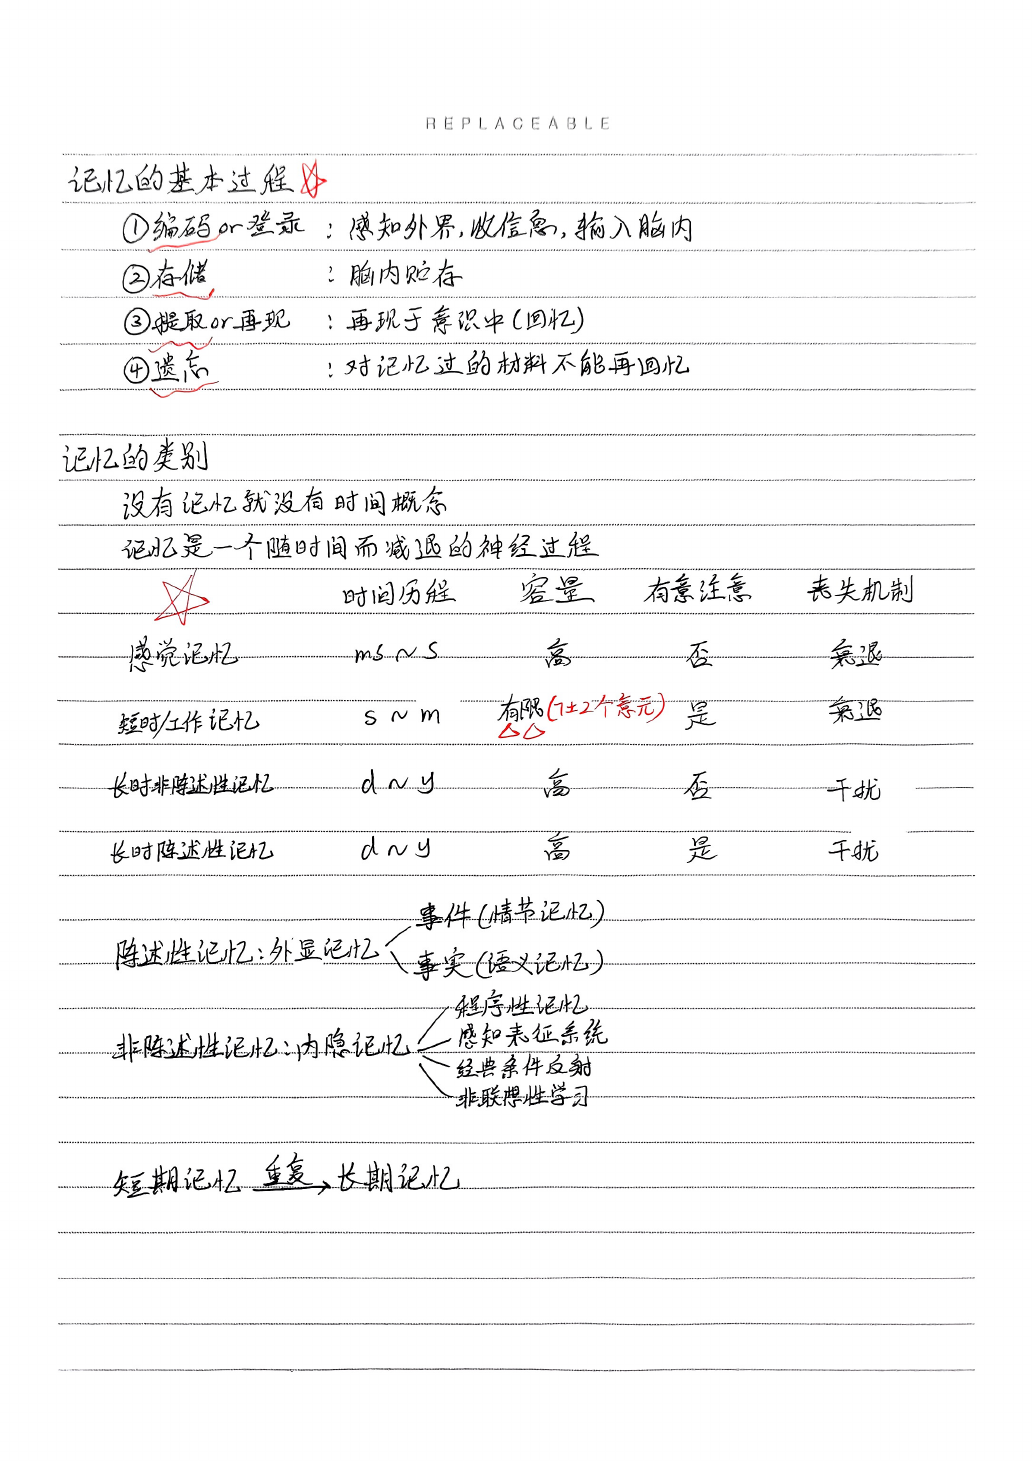 REPLACEABLE
记忆的基本过程
①编码or登录 : 感知外界,收信息,输入脑内
②存储 : 脑内贮存
③提取or再现 : 再现于意识中(回忆)
④遗忘 : 对记忆过的材料不能再回忆
记忆的类别
没有记忆就没有时间概念
记忆是一个随时间而减退的神经过程
时间历程 容量 有意注意 丧失机制
感觉记忆 ms~s 高 否 衰退
短时/工作记忆 s~m 有限(7±2个意元) 是 衰退
长时非陈述性记忆 d~y 高 否 干扰
长时陈述性记忆 d~y 高 是 干扰
事件(情节记忆)
陈述性记忆:外显记忆
事实(语义记忆)
程序性记忆
感知表征系统
非陈述性记忆:内隐记忆
经典条件反射
非联想性学习
短期记忆 重复→ 长期记忆